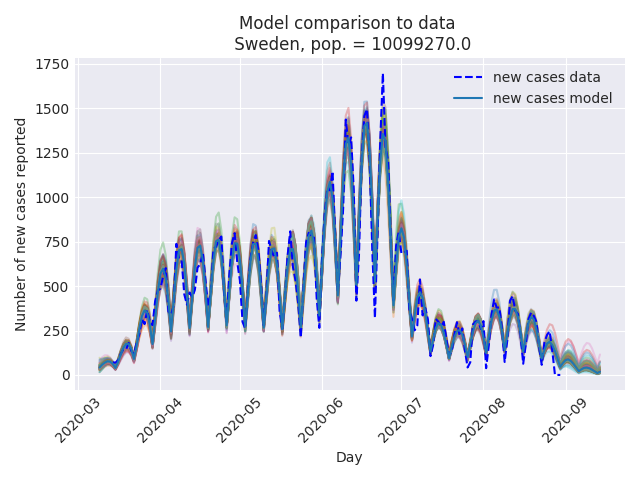 Model comparison to data
Sweden, pop. = 10099270.0
Number of new cases reported
1750
1500
1250
1000
750
500
250
0
new cases data
new cases model
2020-03
2020-04
2020-05
2020-06
2020-07
2020-08
2020-09
Day